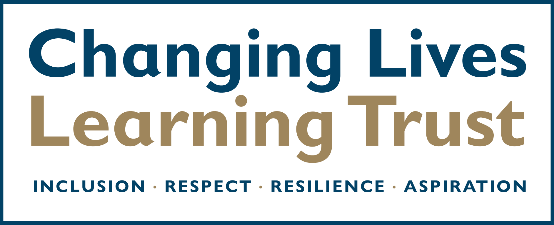 Changing Lives
Learning Trust
INCLUSION · RESPECT · RESILIENCE · ASPIRATION